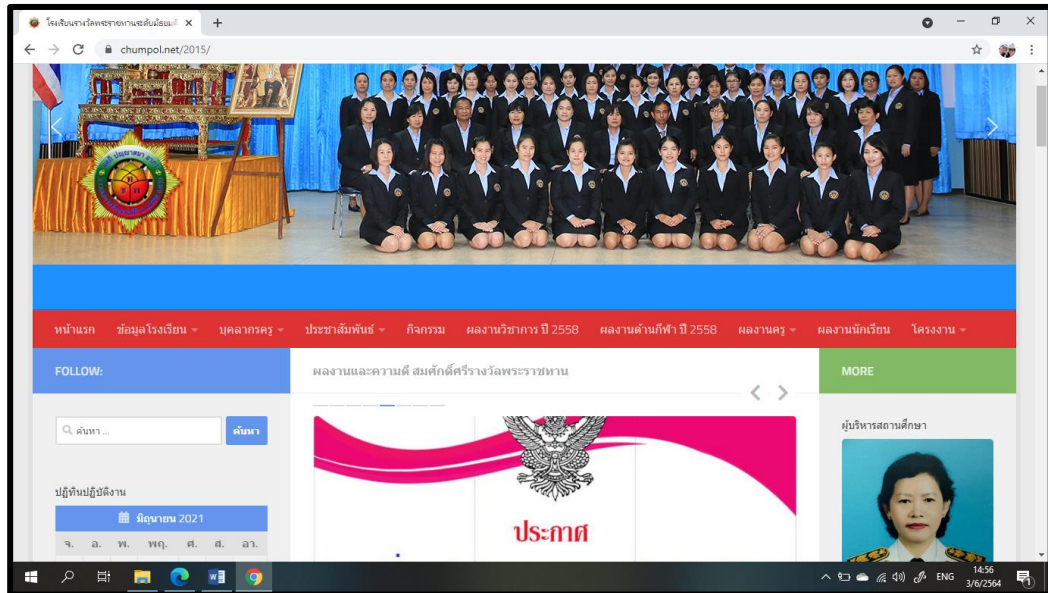 โรงเรียนรางวัลพระราชทานระดับมัธยม
chumpol.net/2015/
หน้าแรก ข้อมูลโรงเรียน บุคลากรครู ประชาสัมพันธ์ กิจกรรม ผลงานวิชาการ ปี 2558 ผลงานด้านกีฬา ปี 2558 ผลงานครู ผลงานนักเรียน โครงงาน
FOLLOW:
ผลงานและความดี สมศักดิ์ศรีรางวัลพระราชทาน
MORE
ค้นหา ...
ค้นหา
ผู้บริหารสถานศึกษา
ปฏิทินปฏิบัติงาน
มิถุนายน 2021
จ. อ. พ. พฤ. ศ. ส. อา.
ประกาศ
ENG
14:56
3/6/2564